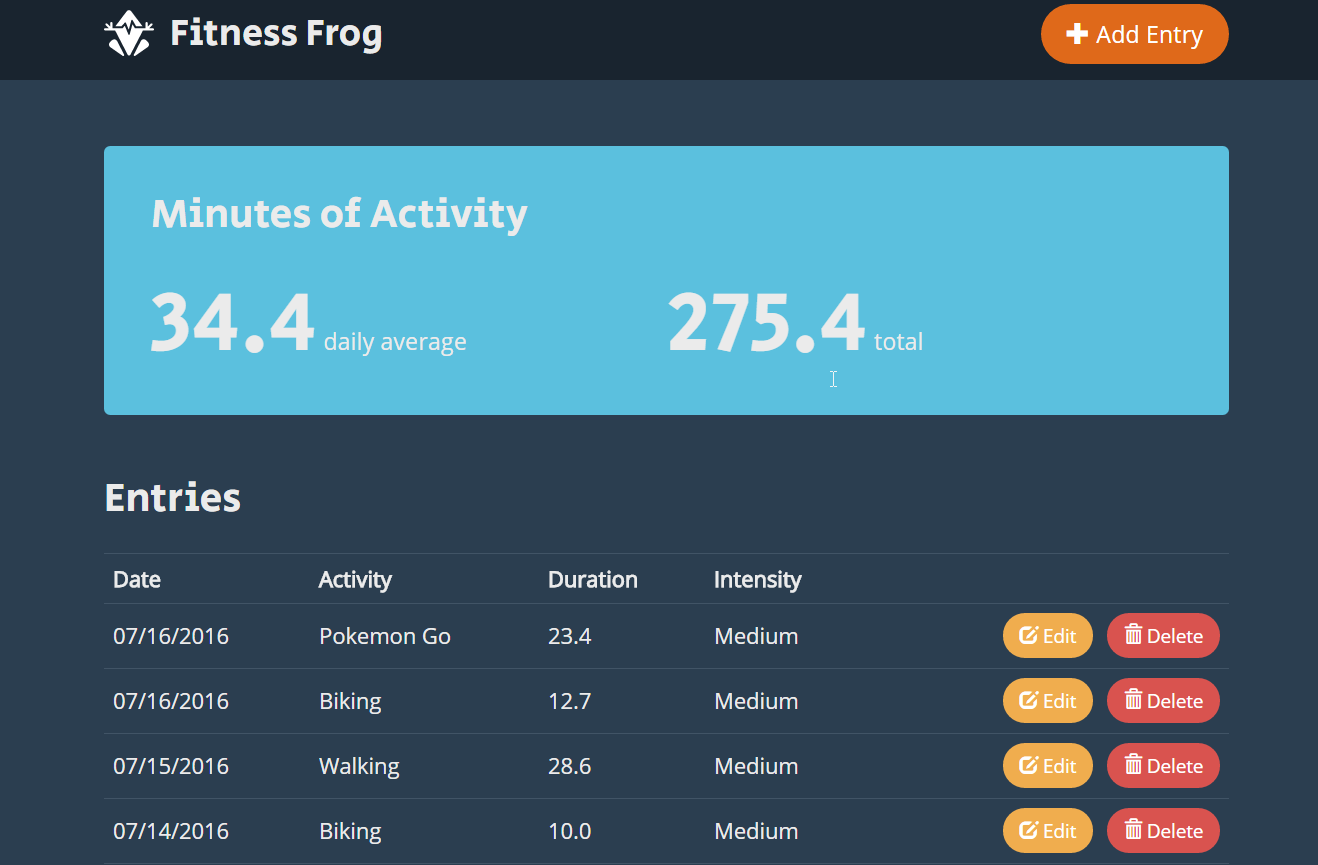 Fitness Frog
Add Entry
Minutes of Activity
34.4 daily average 275.4 total
Entries
Date Activity Duration Intensity
07/16/2016 Pokemon Go 23.4 Medium Edit Delete
07/16/2016 Biking 12.7 Medium Edit Delete
07/15/2016 Walking 28.6 Medium Edit Delete
07/14/2016 Biking 10.0 Medium Edit Delete